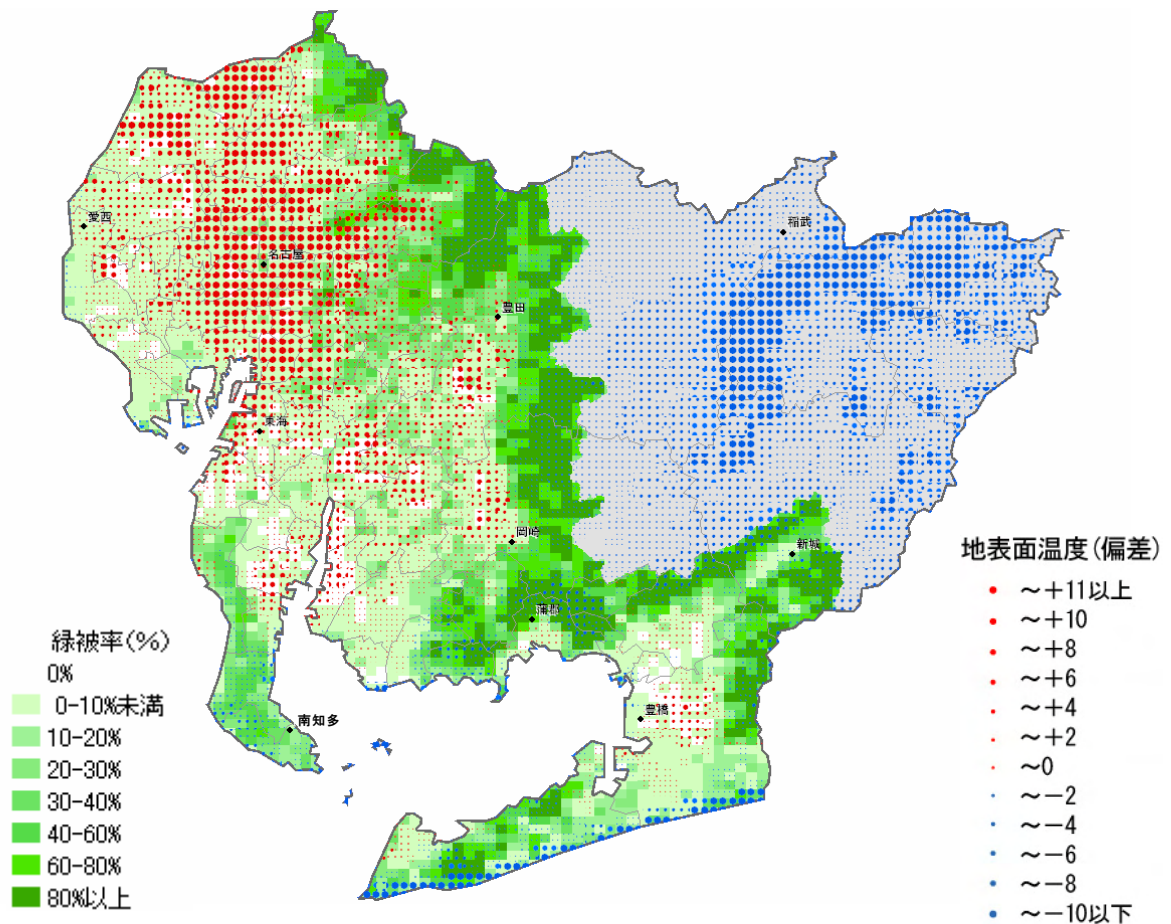 稲武
愛西
名古屋
豊田
東海
岡崎
新城
蒲郡
豊橋
南知多
緑被率(%)
0%
0-10%未満
10-20%
20-30%
30-40%
40-60%
60-80%
80%以上
地表面温度(偏差)
～+11以上
～+10
～+8
～+6
～+4
～+2
～0
～-2
～-4
～-6
～-8
～-10以下